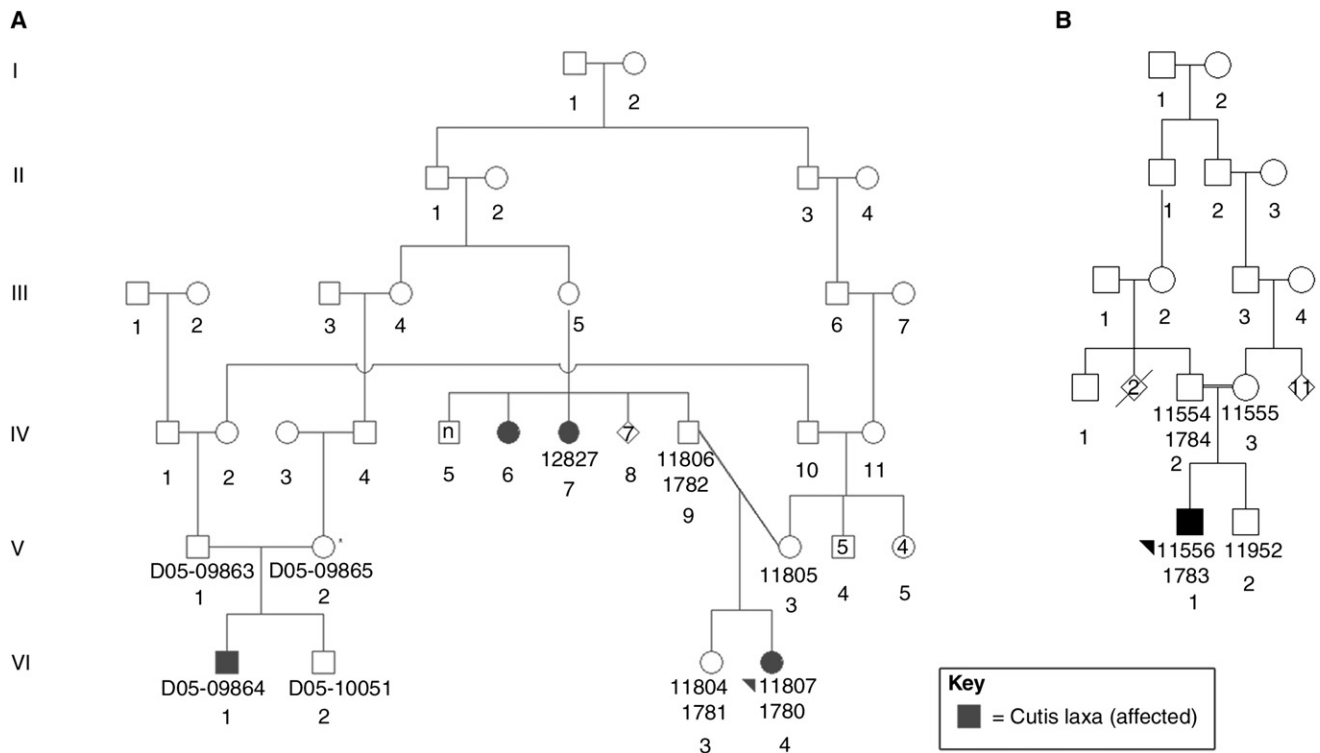 A
B
I
1 2
1 2
II
1 2 3 4
1 2 3
III
1 2 3 4 5 6 7
1 2 3 4
n 7
2 11
IV
12827 11806
1782
1 2 3 4 5 6 7 8 9 10 11
11554 11555
1784
1 2 3
5 4
V
D05-09863 D05-09865 *
1 2
11805
3 4 5
11556 11952
1783
1 2
VI
D05-09864 D05-10051
1 2
11804 11807
1781 1780
3 4
Key
= Cutis laxa (affected)